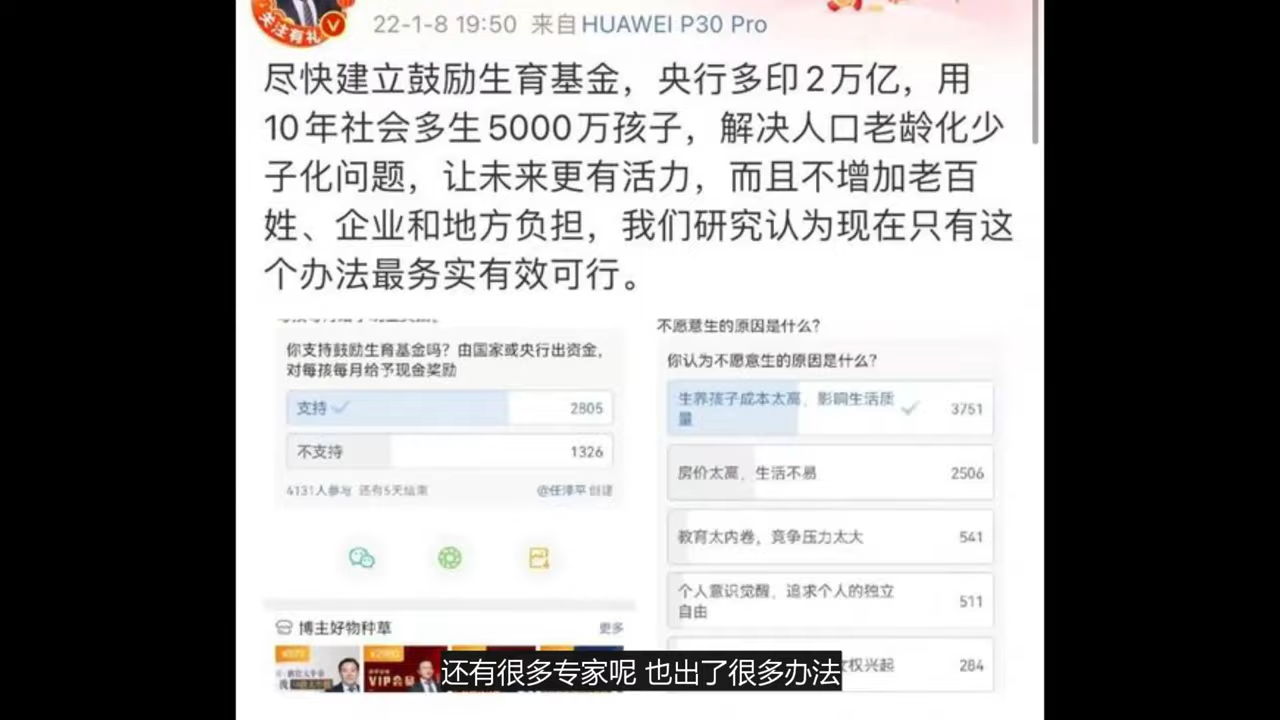 关注有礼
22-1-8 19:50 来自HUAWEI P30 Pro
尽快建立鼓励生育基金，央行多印2万亿，用
10年社会多生5000万孩子，解决人口老龄化少
子化问题，让未来更有活力，而且不增加老百
姓、企业和地方负担，我们研究认为现在只有这
个办法最务实有效可行。
你支持鼓励生育基金吗？由国家或央行出资金，
对每孩每月给予现金奖励
支持 2805
不支持 1326
4131人参与 还有5天结束 @任泽平 创建
博主好物种草 更多
VIP会员
不愿意生的原因是什么？
你认为不愿意生的原因是什么？
生养孩子成本太高，影响生活质
量 3751
房价太高，生活不易 2506
教育太内卷，竞争压力太大 541
个人意识觉醒，追求个人的独立
自由 511
女权兴起 284
还有很多专家呢 也出了很多办法